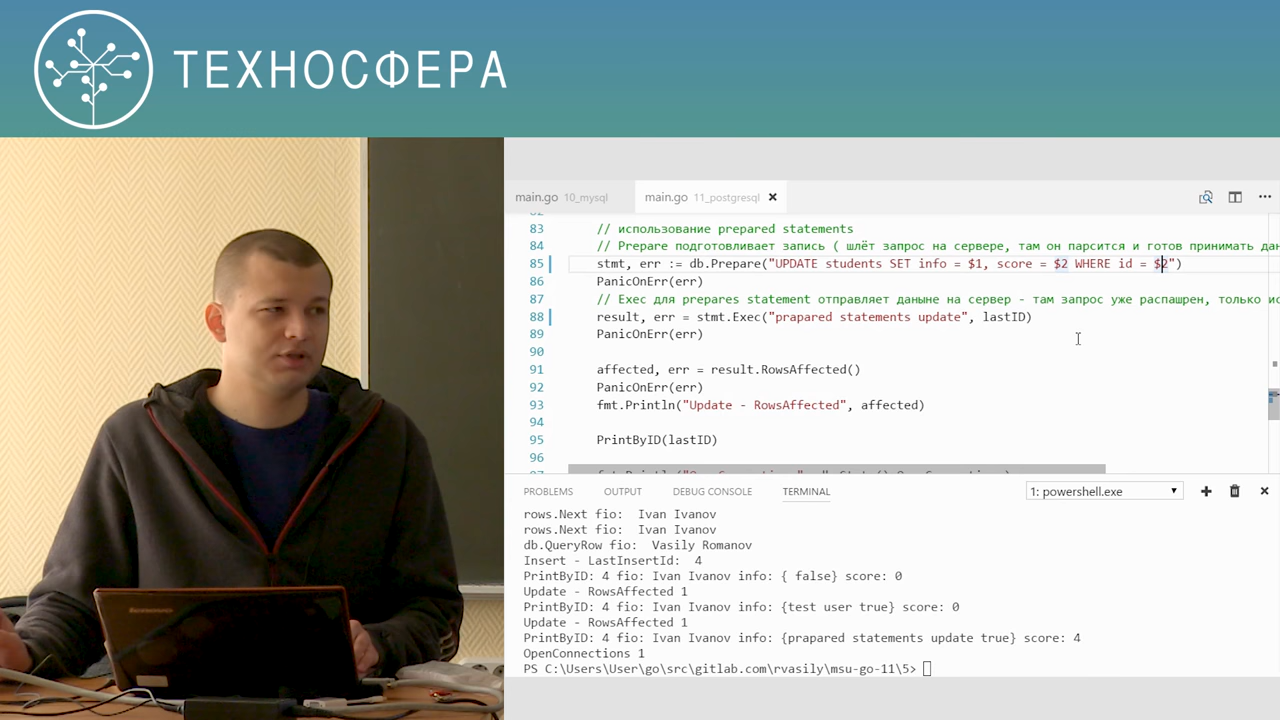 ТЕХНОСФЕРА
main.go 10_mysql main.go 11_postgresql
83 // использование prepared statements
84 // Prepare подготовливает запись ( шлёт запрос на сервере, там он парсится и готов принимать дан
85 stmt, err := db.Prepare("UPDATE students SET info = $1, score = $2 WHERE id = $2")
86 PanicOnErr(err)
87 // Exec для prepares statement отправляет даныне на сервер - там запрос уже распашрен, только ис
88 result, err = stmt.Exec("prapared statements update", lastID)
89 PanicOnErr(err)
90
91 affected, err = result.RowsAffected()
92 PanicOnErr(err)
93 fmt.Println("Update - RowsAffected", affected)
94
95 PrintByID(lastID)
96
PROBLEMS OUTPUT DEBUG CONSOLE TERMINAL 1: powershell.exe
rows.Next fio: Ivan Ivanov
rows.Next fio: Ivan Ivanov
db.QueryRow fio: Vasily Romanov
Insert - LastInsertId: 4
PrintByID: 4 fio: Ivan Ivanov info: { false} score: 0
Update - RowsAffected 1
PrintByID: 4 fio: Ivan Ivanov info: {test user true} score: 0
Update - RowsAffected 1
PrintByID: 4 fio: Ivan Ivanov info: {prapared statements update true} score: 4
OpenConnections 1
PS C:\Users\User\go\src\gitlab.com\rvasily\msu-go-11\5>